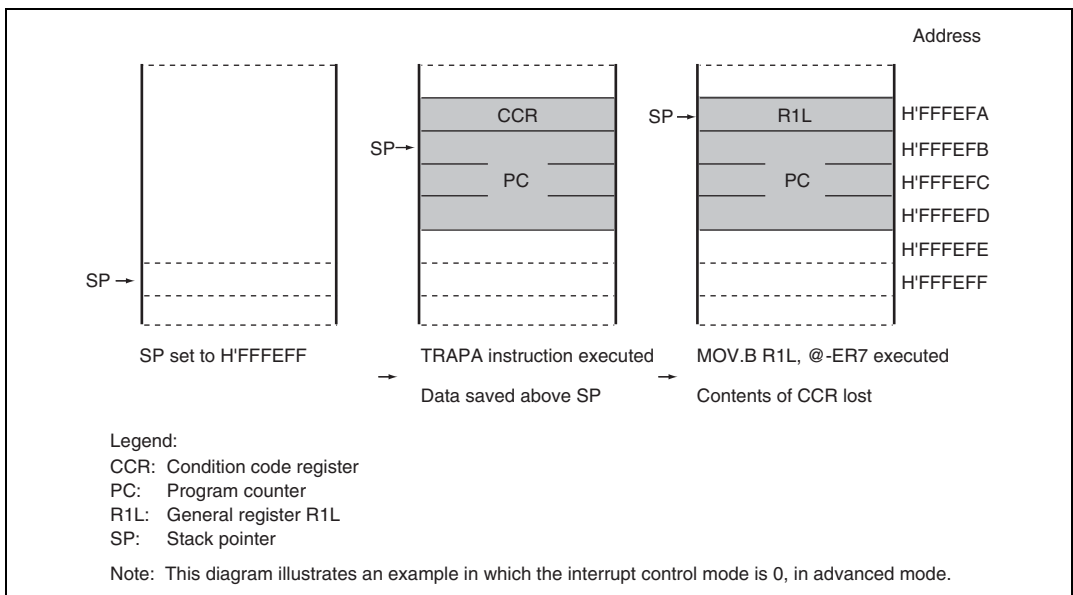 Address
CCR
SP
R1L
H'FFFEFA
SP
H'FFFEFB
PC
PC
H'FFFEFC
H'FFFEFD
H'FFFEFE
SP
H'FFFEFF
SP set to H'FFFEFF
TRAPA instruction executed
MOV.B R1L, @-ER7 executed
Data saved above SP
Contents of CCR lost
Legend:
CCR: Condition code register
PC: Program counter
R1L: General register R1L
SP: Stack pointer
Note: This diagram illustrates an example in which the interrupt control mode is 0, in advanced mode.